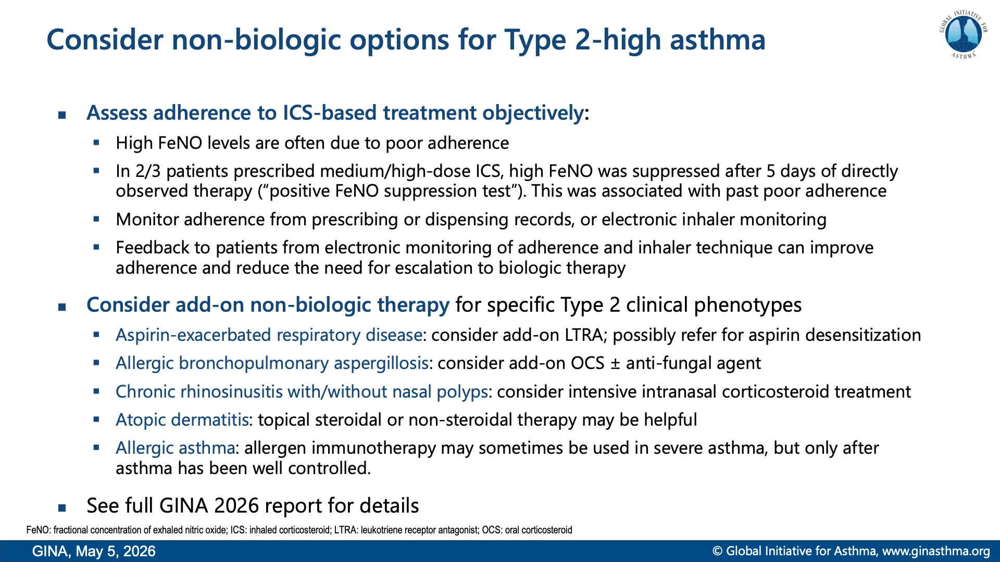 Consider non-biologic options for Type 2-high asthma
GLOBAL INITIATIVE FOR
ASTHMA
Assess adherence to ICS-based treatment objectively:
High FeNO levels are often due to poor adherence
In 2/3 patients prescribed medium/high-dose ICS, high FeNO was suppressed after 5 days of directly
observed therapy (“positive FeNO suppression test”). This was associated with past poor adherence
Monitor adherence from prescribing or dispensing records, or electronic inhaler monitoring
Feedback to patients from electronic monitoring of adherence and inhaler technique can improve
adherence and reduce the need for escalation to biologic therapy
Consider add-on non-biologic therapy for specific Type 2 clinical phenotypes
Aspirin-exacerbated respiratory disease: consider add-on LTRA; possibly refer for aspirin desensitization
Allergic bronchopulmonary aspergillosis: consider add-on OCS ± anti-fungal agent
Chronic rhinosinusitis with/without nasal polyps: consider intensive intranasal corticosteroid treatment
Atopic dermatitis: topical steroidal or non-steroidal therapy may be helpful
Allergic asthma: allergen immunotherapy may sometimes be used in severe asthma, but only after
asthma has been well controlled.
See full GINA 2026 report for details
FeNO: fractional concentration of exhaled nitric oxide; ICS: inhaled corticosteroid; LTRA: leukotriene receptor antagonist; OCS: oral corticosteroid
GINA, May 5, 2026
© Global Initiative for Asthma, www.ginasthma.org